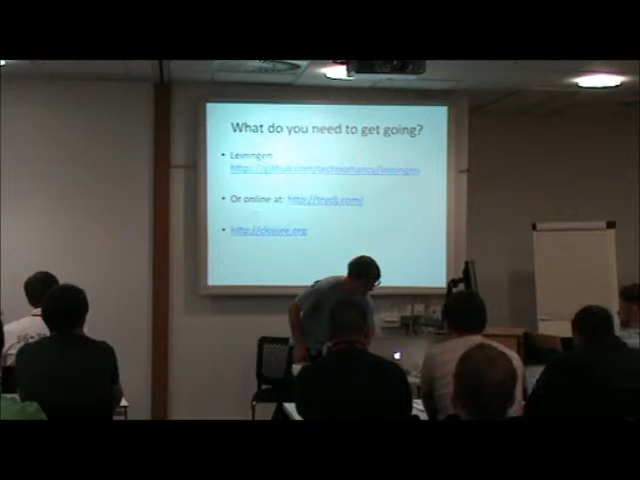 What do you need to get going?
• Leiningen
https://github.com/technomancy/leiningen
• Or online at: http://tryclj.com/
• http://clojure.org